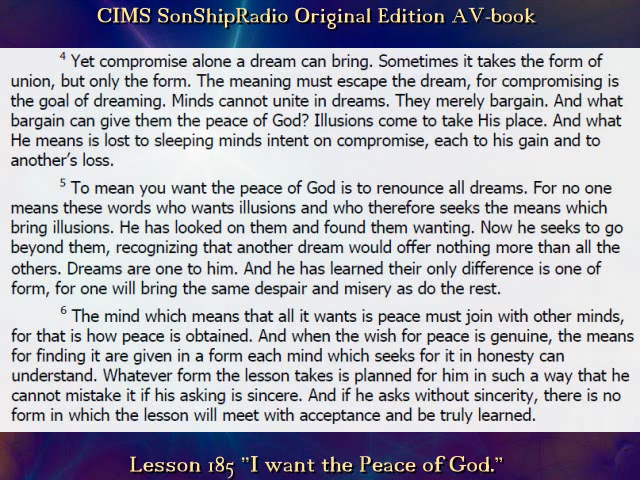 CIMS SonShipRadio Original Edition AV-book
4 Yet compromise alone a dream can bring. Sometimes it takes the form of
union, but only the form. The meaning must escape the dream, for compromising is
the goal of dreaming. Minds cannot unite in dreams. They merely bargain. And what
bargain can give them the peace of God? Illusions come to take His place. And what
He means is lost to sleeping minds intent on compromise, each to his gain and to
another’s loss.
5 To mean you want the peace of God is to renounce all dreams. For no one
means these words who wants illusions and who therefore seeks the means which
bring illusions. He has looked on them and found them wanting. Now he seeks to go
beyond them, recognizing that another dream would offer nothing more than all the
others. Dreams are one to him. And he has learned their only difference is one of
form, for one will bring the same despair and misery as do the rest.
6 The mind which means that all it wants is peace must join with other minds,
for that is how peace is obtained. And when the wish for peace is genuine, the means
for finding it are given in a form each mind which seeks for it in honesty can
understand. Whatever form the lesson takes is planned for him in such a way that he
cannot mistake it if his asking is sincere. And if he asks without sincerity, there is no
form in which the lesson will meet with acceptance and be truly learned.
Lesson 185 "I want the Peace of God."